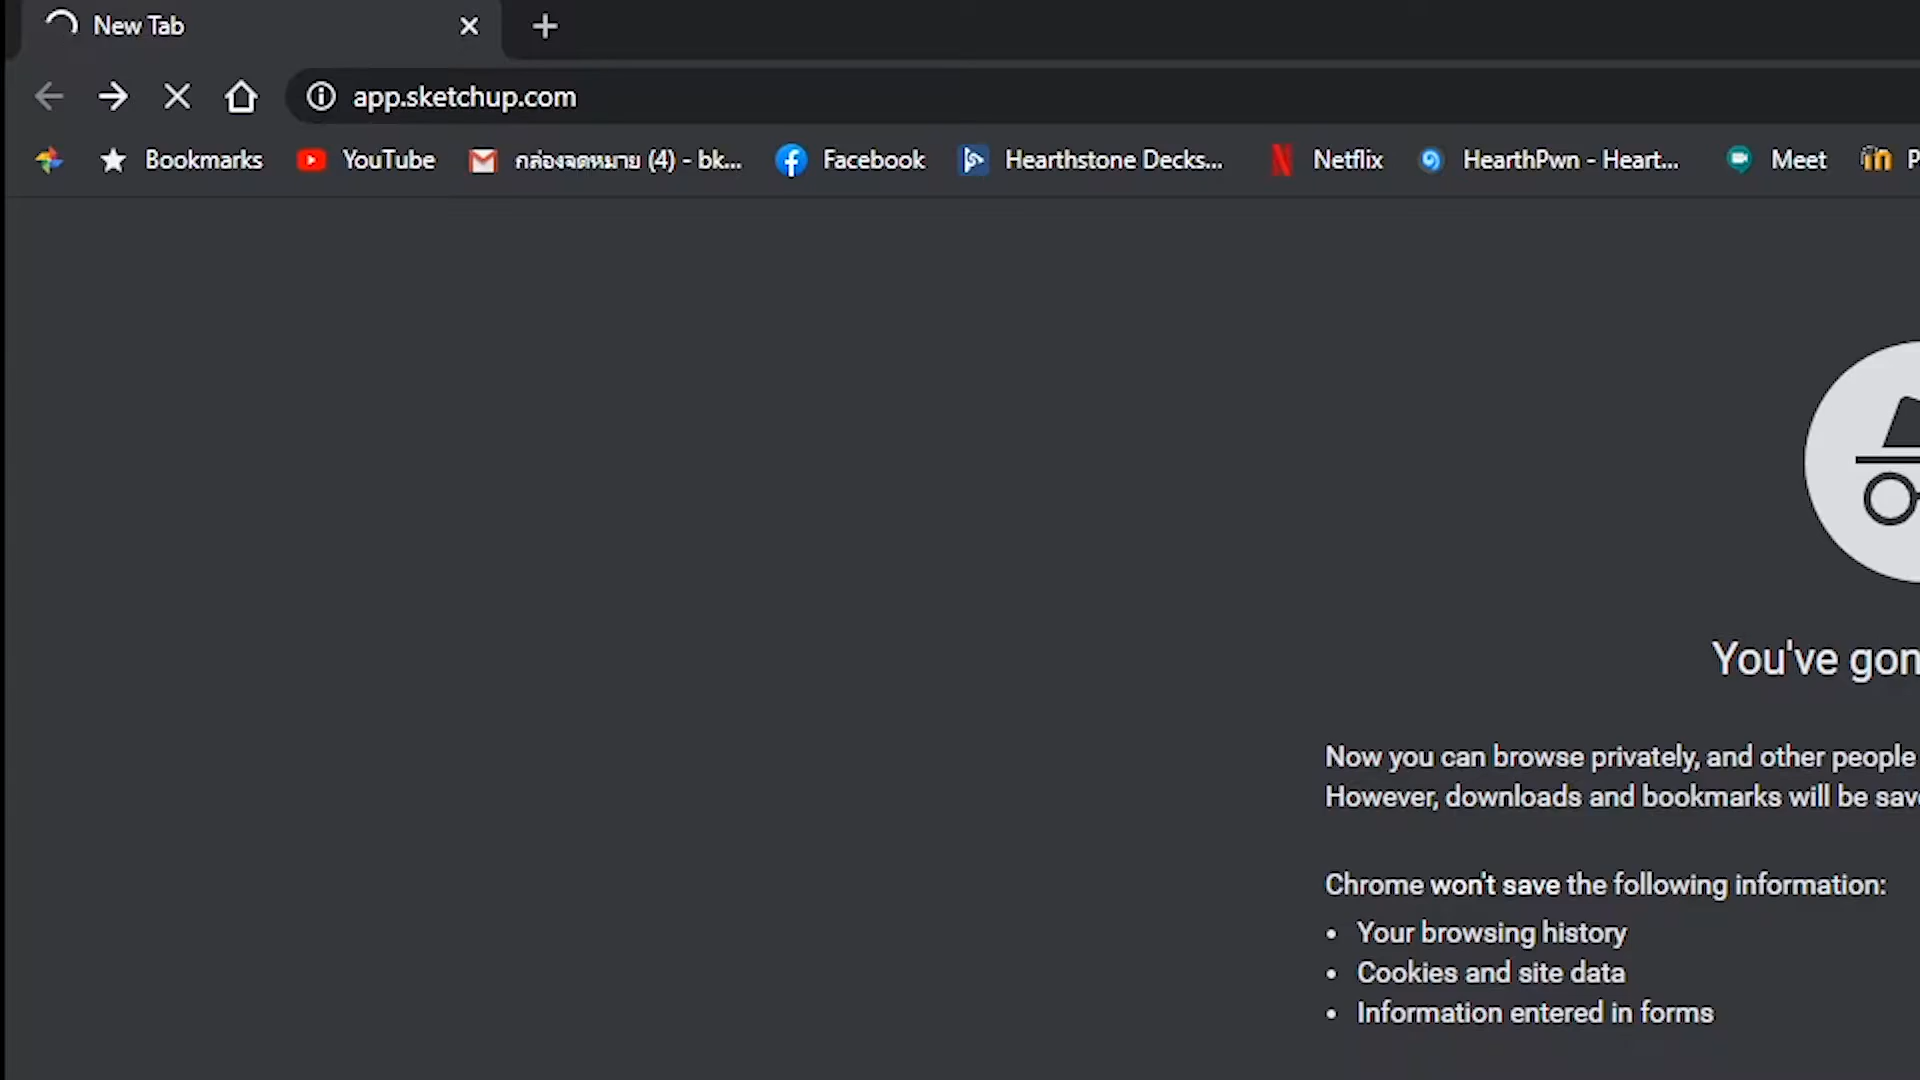 New Tab
app.sketchup.com
Bookmarks YouTube กล่องจดหมาย (4) - bk... Facebook Hearthstone Decks... Netflix HearthPwn - Heart... Meet P
You've gon
Now you can browse privately, and other people
However, downloads and bookmarks will be save
Chrome won't save the following information:
• Your browsing history
• Cookies and site data
• Information entered in forms